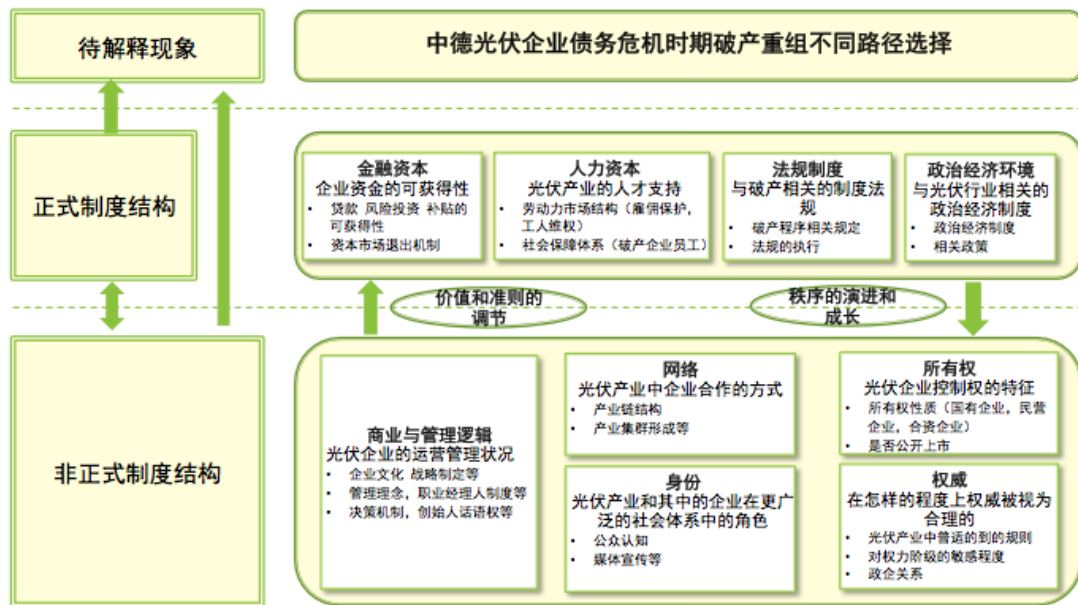 待解释现象
中德光伏企业债务危机时期破产重组不同路径选择
正式制度结构
金融资本
企业资金的可获得性
• 贷款 风险投资 补贴的
可获得性
• 资本市场退出机制
人力资本
光伏产业的人才支持
• 劳动力市场结构（雇佣保护，
工人维权）
• 社会保障体系（破产企业员工）
法规制度
与破产相关的制度法
规
• 破产程序相关规定
• 法规的执行
政治经济环境
与光伏行业相关的
政治经济制度
• 政治经济制度
• 相关政策
价值和准则的
调节
秩序的演进和
成长
非正式制度结构
商业与管理逻辑
光伏企业的运营管理状况
• 企业文化 战略制定等
• 管理理念，职业经理人制度等
• 决策机制，创始人话语权等
网络
光伏产业中企业合作的方式
• 产业链结构
• 产业集群形成等
身份
光伏产业和其中的企业在更广
泛的社会体系中的角色
• 公众认知
• 媒体宣传等
所有权
光伏企业控制权的特征
• 所有权性质（国有企业，民营
企业，合资企业）
• 是否公开上市
权威
在怎样的程度上权威被视为
合理的
• 光伏产业中普适的到的规则
• 对权力阶级的敏感程度
• 政企关系